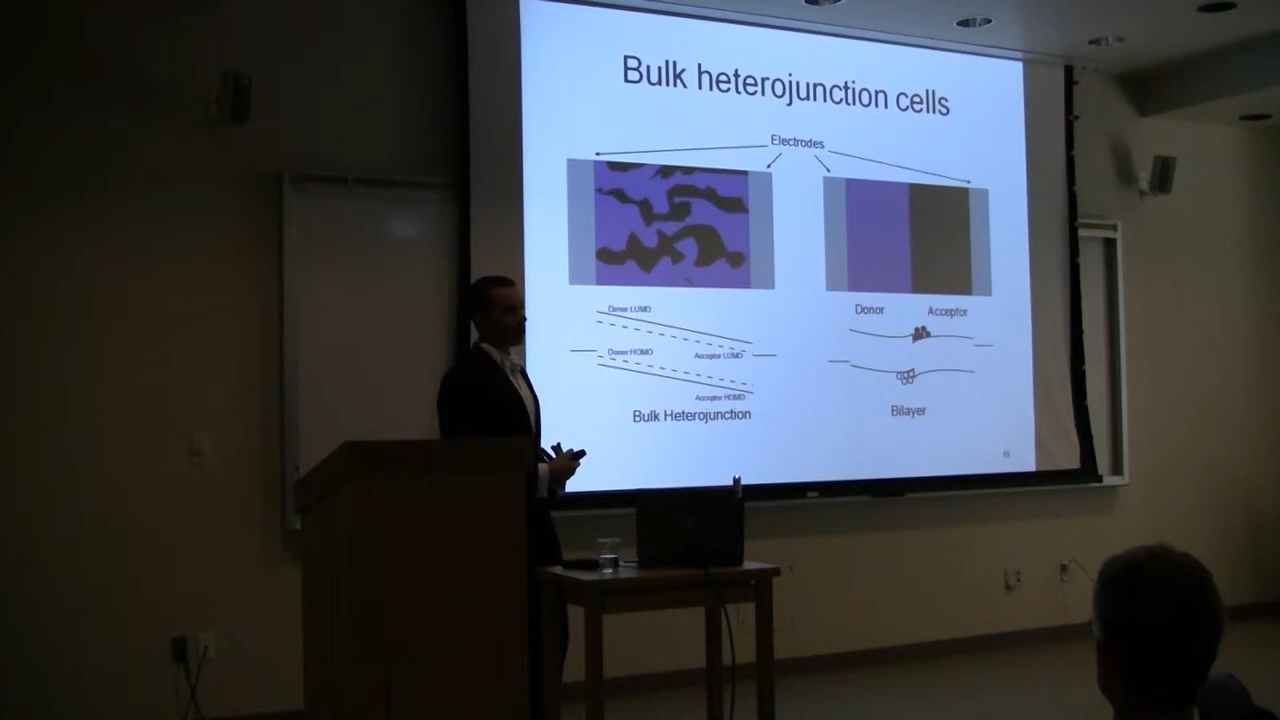 Bulk heterojunction cells
Electrodes
Donor LUMO
Donor HOMO
Acceptor LUMO
Acceptor HOMO
Bulk Heterojunction
Donor
Acceptor
Bilayer